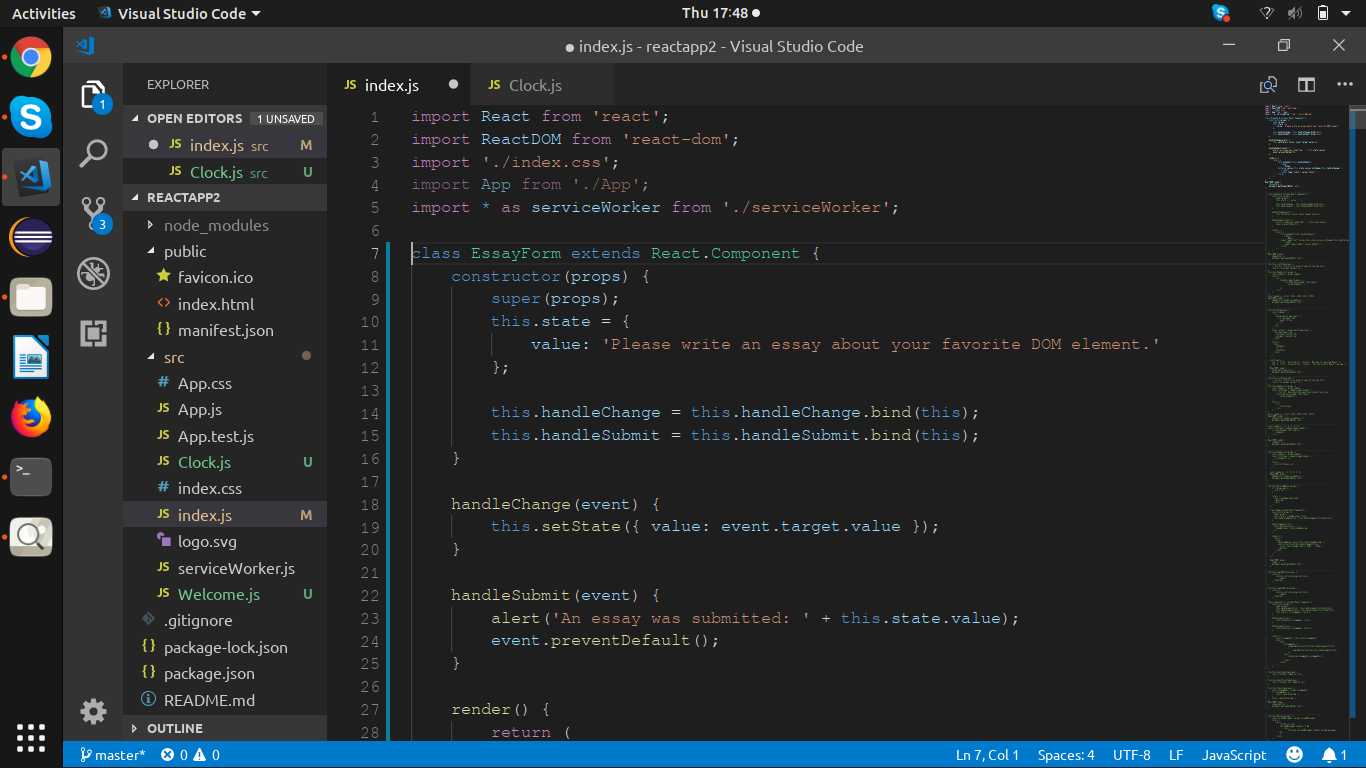 Activities Visual Studio Code Thu 17:48
index.js - reactapp2 - Visual Studio Code
EXPLORER
OPEN EDITORS 1 UNSAVED
JS index.js src M
JS Clock.js src U
REACTAPP2
node_modules
public
favicon.ico
<> index.html
{} manifest.json
src
# App.css
JS App.js
JS App.test.js
JS Clock.js U
# index.css
JS index.js M
logo.svg
JS serviceWorker.js
JS Welcome.js U
.gitignore
{} package-lock.json
{} package.json
README.md
OUTLINE
1
3
JS index.js JS Clock.js
1 import React from 'react';
2 import ReactDOM from 'react-dom';
3 import './index.css';
4 import App from './App';
5 import * as serviceWorker from './serviceWorker';
6
7 class EssayForm extends React.Component {
8 constructor(props) {
9 super(props);
10 this.state = {
11 value: 'Please write an essay about your favorite DOM element.'
12 };
13
14 this.handleChange = this.handleChange.bind(this);
15 this.handleSubmit = this.handleSubmit.bind(this);
16 }
17
18 handleChange(event) {
19 this.setState({ value: event.target.value });
20 }
21
22 handleSubmit(event) {
23 alert('An essay was submitted: ' + this.state.value);
24 event.preventDefault();
25 }
26
27 render() {
28 return (
master* 0 0 Ln 7, Col 1 Spaces: 4 UTF-8 LF JavaScript 1